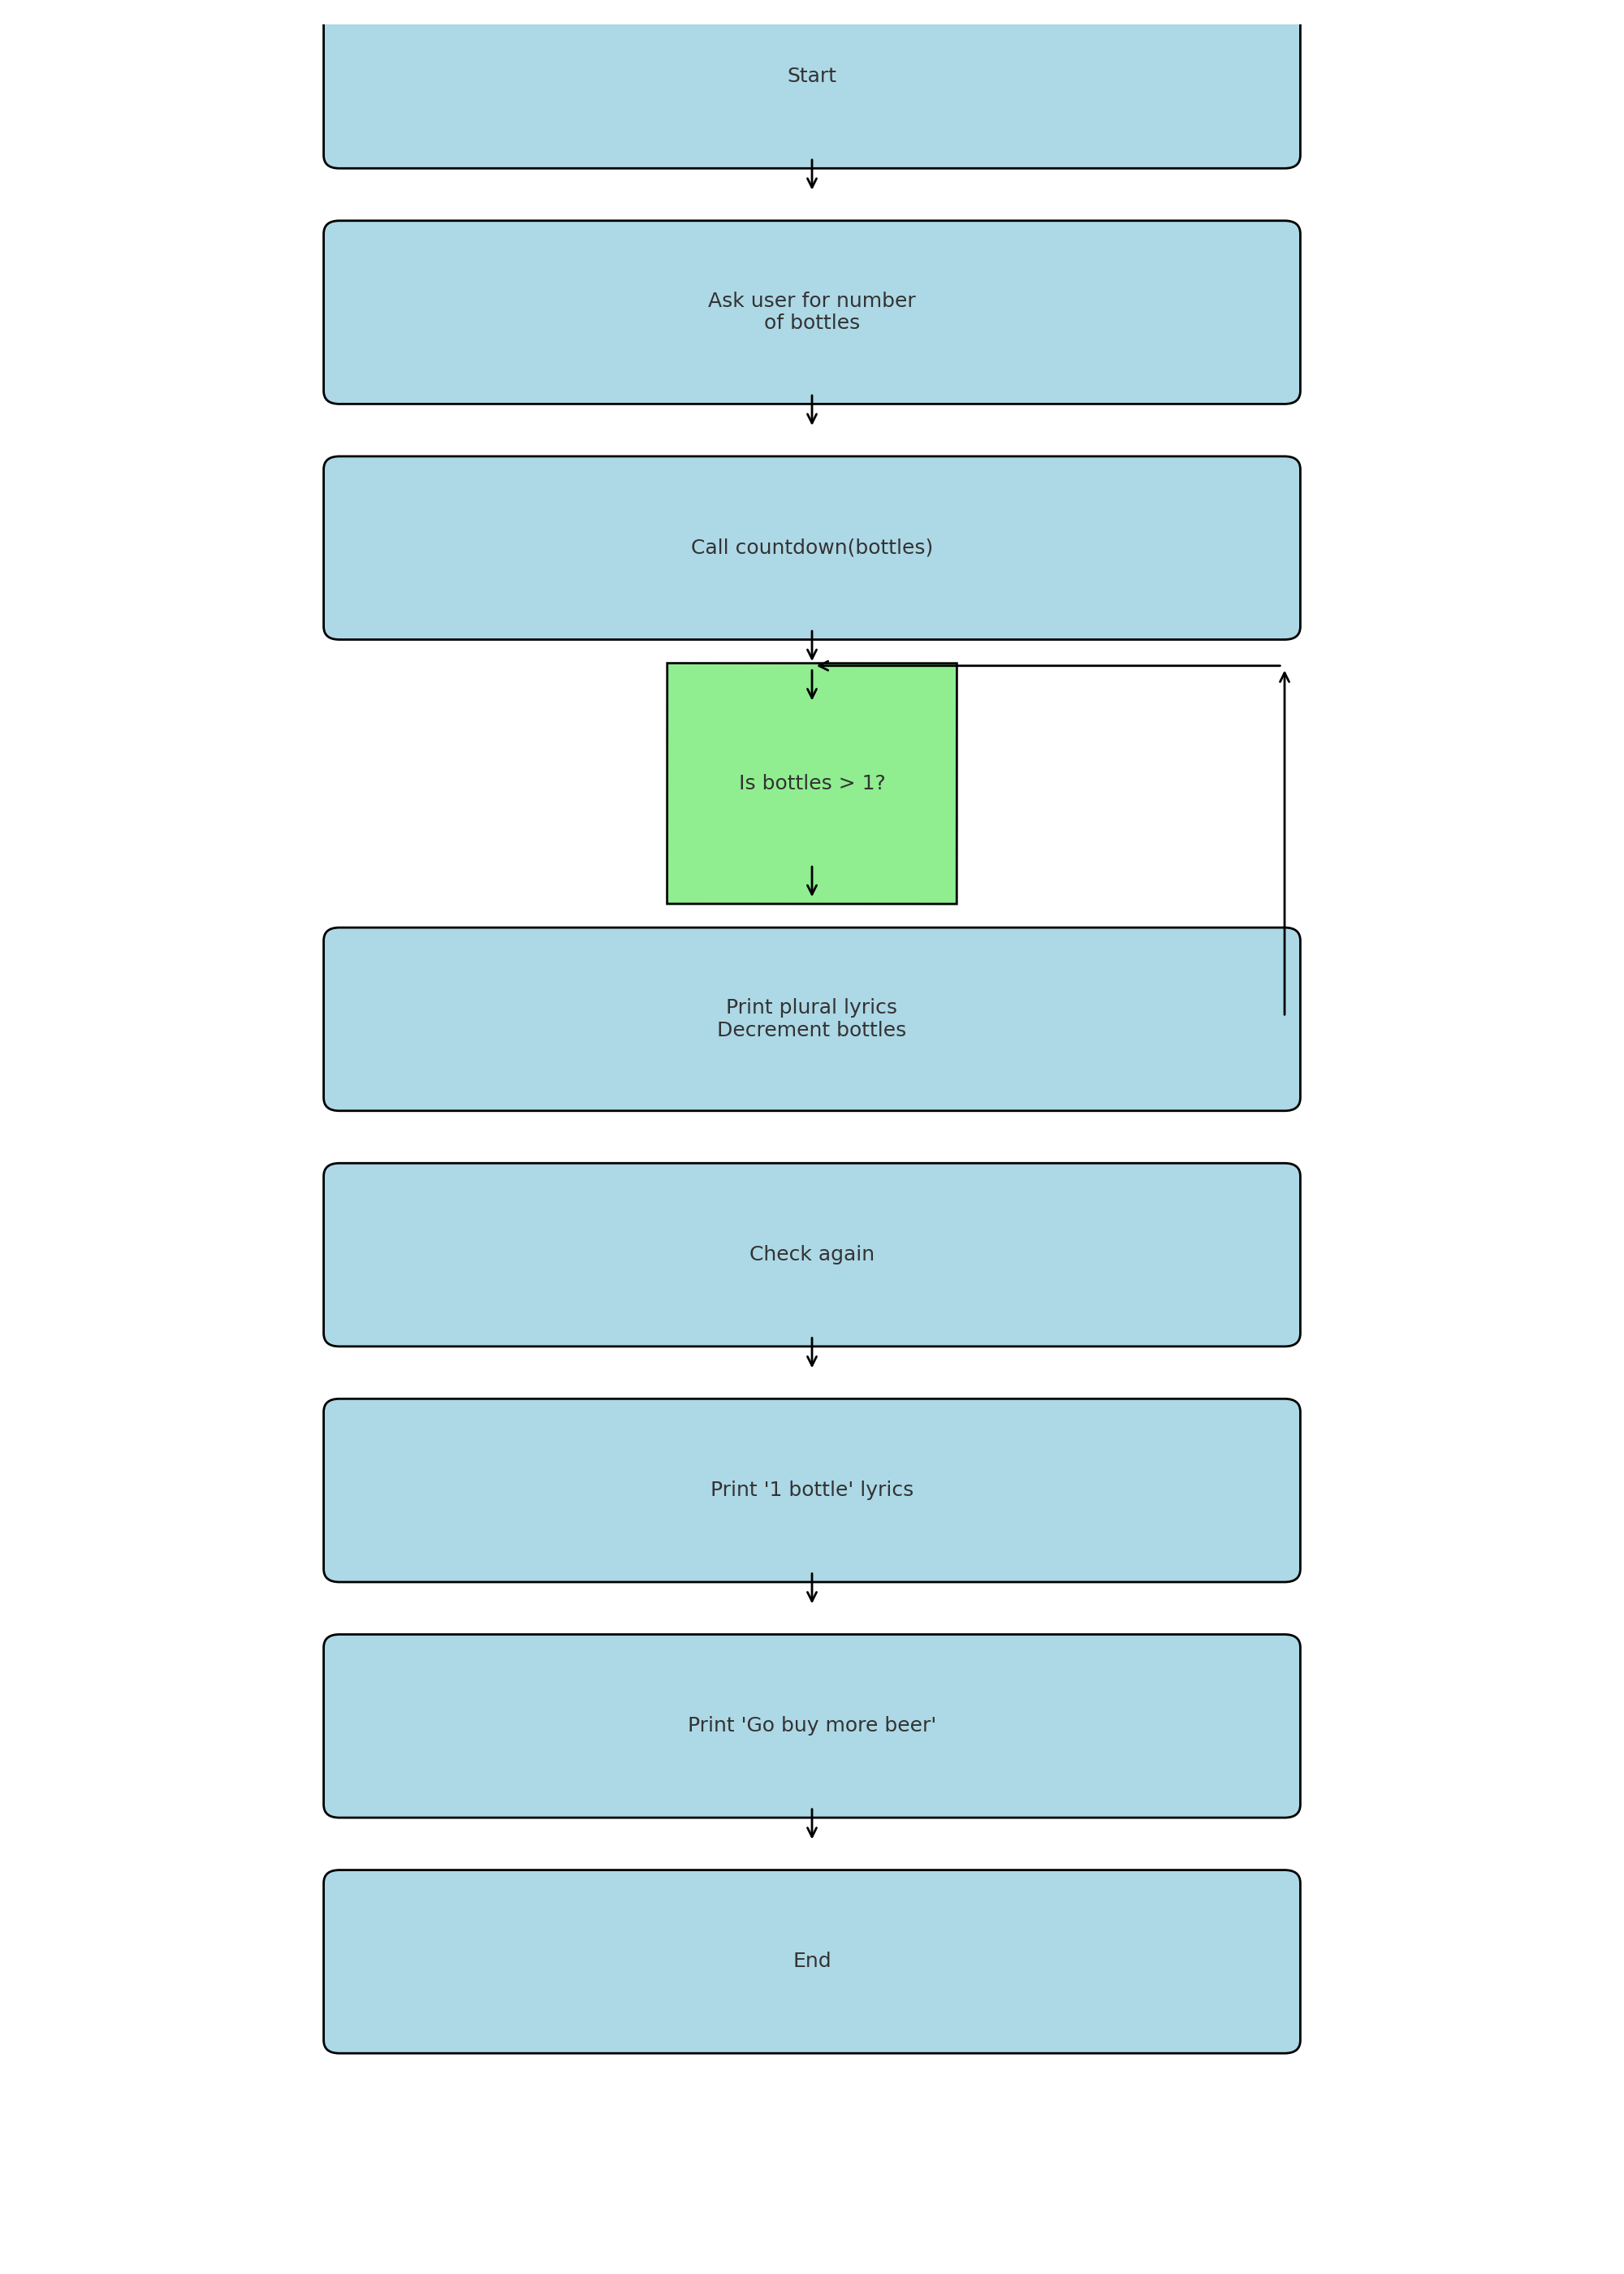 Start
Ask user for number
of bottles
Call countdown(bottles)
Is bottles > 1?
Print plural lyrics
Decrement bottles
Check again
Print '1 bottle' lyrics
Print 'Go buy more beer'
End